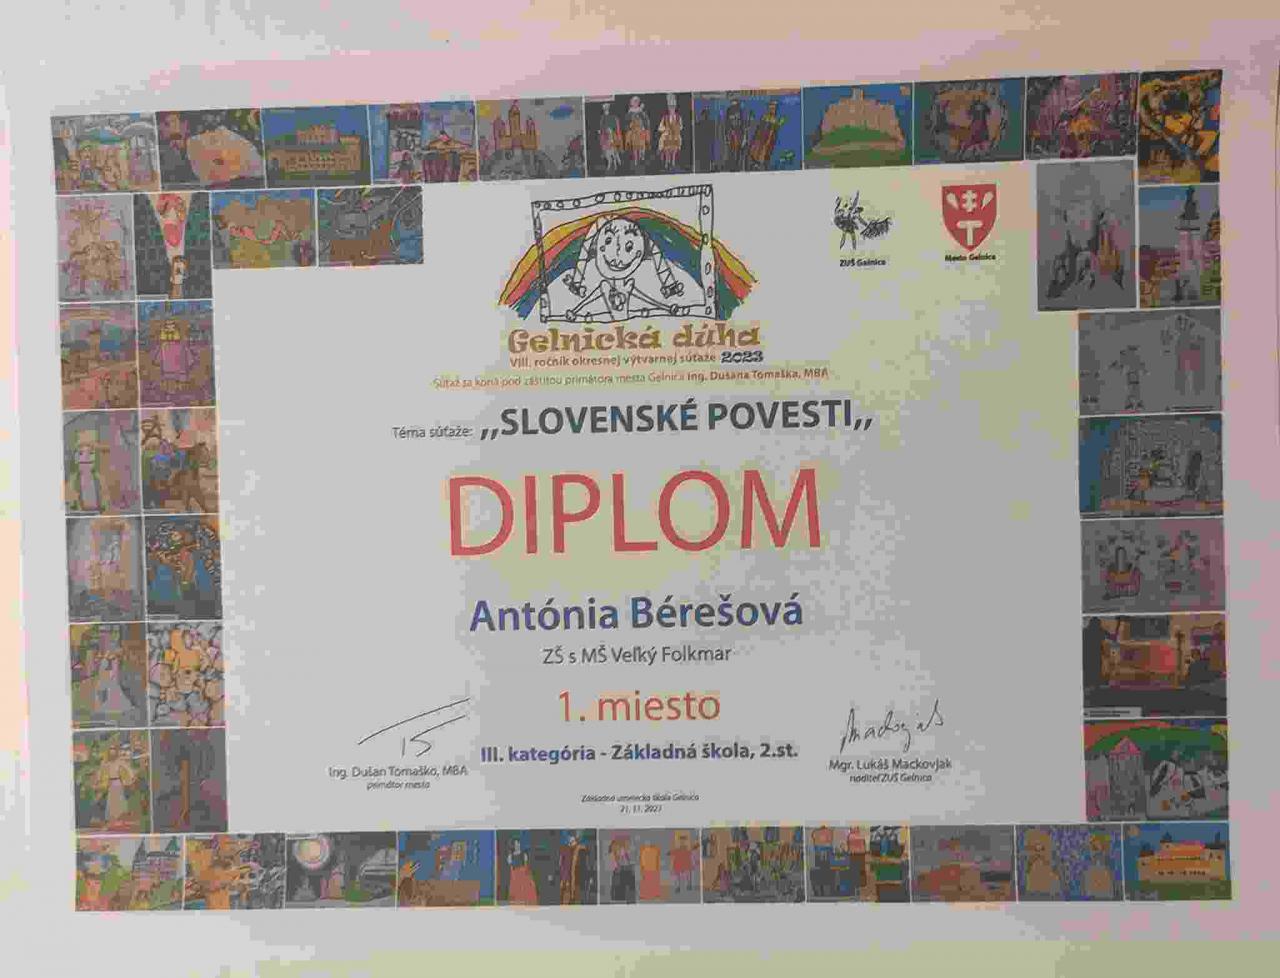 ZUŠ Gelnica
Mesto Gelnica
Gelnická dúha
VIII. ročník okresnej výtvarnej súťaže 2023
Súťaž sa koná pod záštitou primátora mesta Gelnica Ing. Dušana Tomaška, MBA
Téma súťaže: „SLOVENSKÉ POVESTI„
DIPLOM
Antónia Bérešová
ZŠ s MŠ Veľký Folkmar
1. miesto
III. kategória - Základná škola, 2.st.
Ing. Dušan Tomaško, MBA
primátor mesta
Mgr. Lukáš Mackovjak
riaditeľ ZUŠ Gelnica
Základná umelecká škola Gelnica
21. 11. 2023